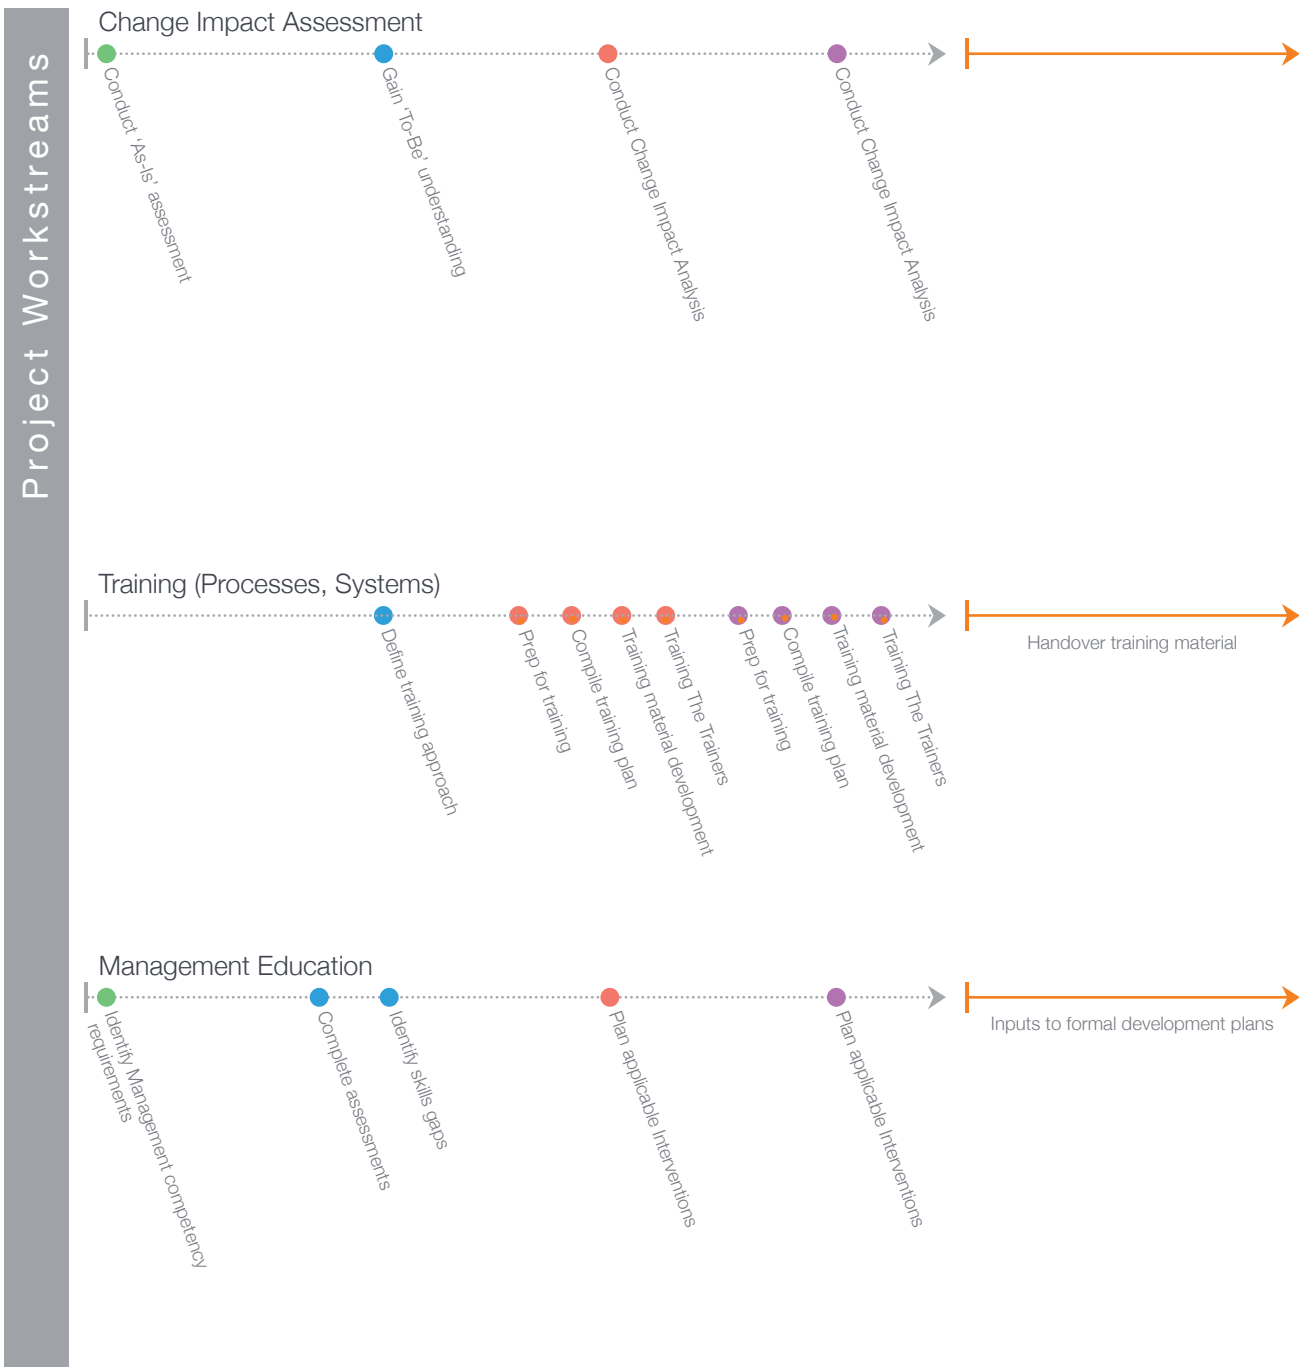 Project Workstreams
Change Impact Assessment
Conduct ‘As-Is’ assessment
Gain ‘To-Be’ understanding
Conduct Change Impact Analysis
Conduct Change Impact Analysis
Training (Processes, Systems)
Define training approach
Prep for training
Compile training plan
Training material development
Training The Trainers
Prep for training
Compile training plan
Training material development
Training The Trainers
Handover training material
Management Education
Identify Management competency
requirements
Complete assessments
Identify skills gaps
Plan applicable Interventions
Plan applicable Interventions
Inputs to formal development plans